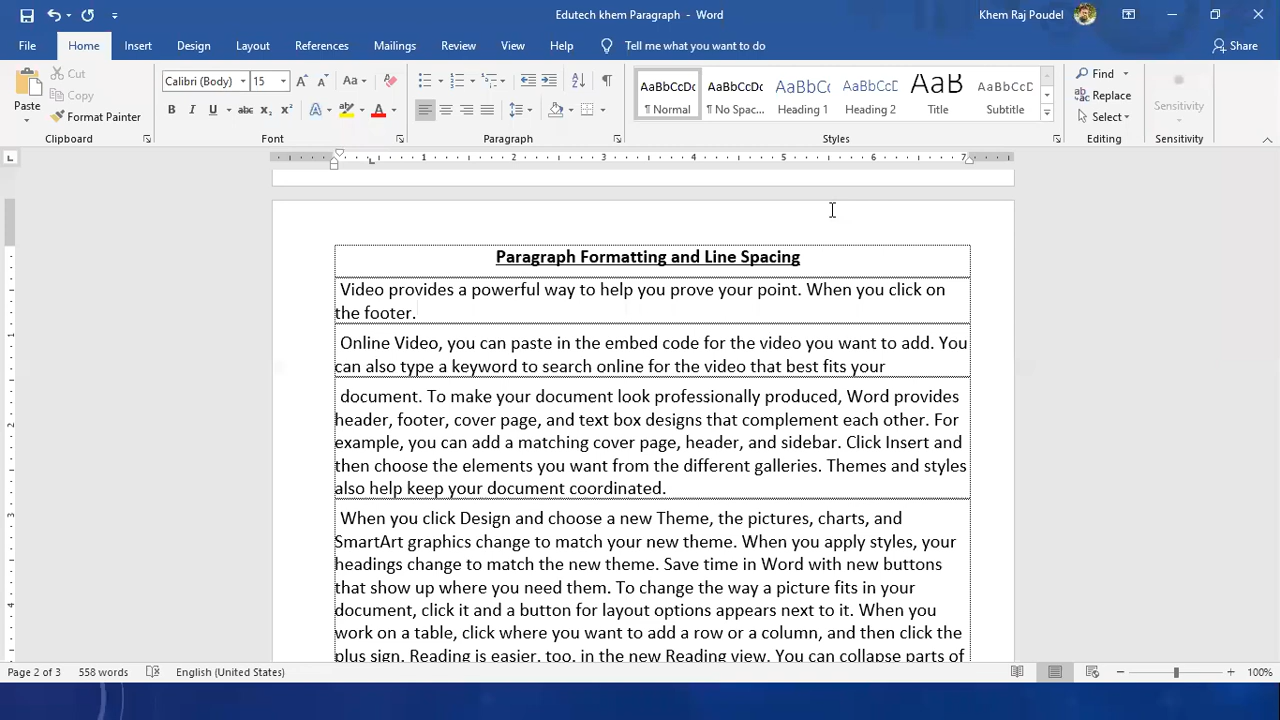 Edutech khem Paragraph - Word
Khem Raj Poudel
File Home Insert Design Layout References Mailings Review View Help Tell me what you want to do Share
Paste
Cut
Copy
Format Painter
Clipboard
Calibri (Body) 15
Font
Paragraph
AaBbCcDc
¶ Normal
AaBbCcDc
¶ No Spac...
AaBbCc
Heading 1
AaBbCcD
Heading 2
AaB
Title
AaBbCcD
Subtitle
Styles
Find
Replace
Select
Editing
Sensitivity
Sensitivity
1 2 3 4 5 6 7
Paragraph Formatting and Line Spacing
Video provides a powerful way to help you prove your point. When you click on
the footer.
Online Video, you can paste in the embed code for the video you want to add. You
can also type a keyword to search online for the video that best fits your
document. To make your document look professionally produced, Word provides
header, footer, cover page, and text box designs that complement each other. For
example, you can add a matching cover page, header, and sidebar. Click Insert and
then choose the elements you want from the different galleries. Themes and styles
also help keep your document coordinated.
When you click Design and choose a new Theme, the pictures, charts, and
SmartArt graphics change to match your new theme. When you apply styles, your
headings change to match the new theme. Save time in Word with new buttons
that show up where you need them. To change the way a picture fits in your
document, click it and a button for layout options appears next to it. When you
work on a table, click where you want to add a row or a column, and then click the
plus sign. Reading is easier, too, in the new Reading view. You can collapse parts of
Page 2 of 3 558 words English (United States) 100%